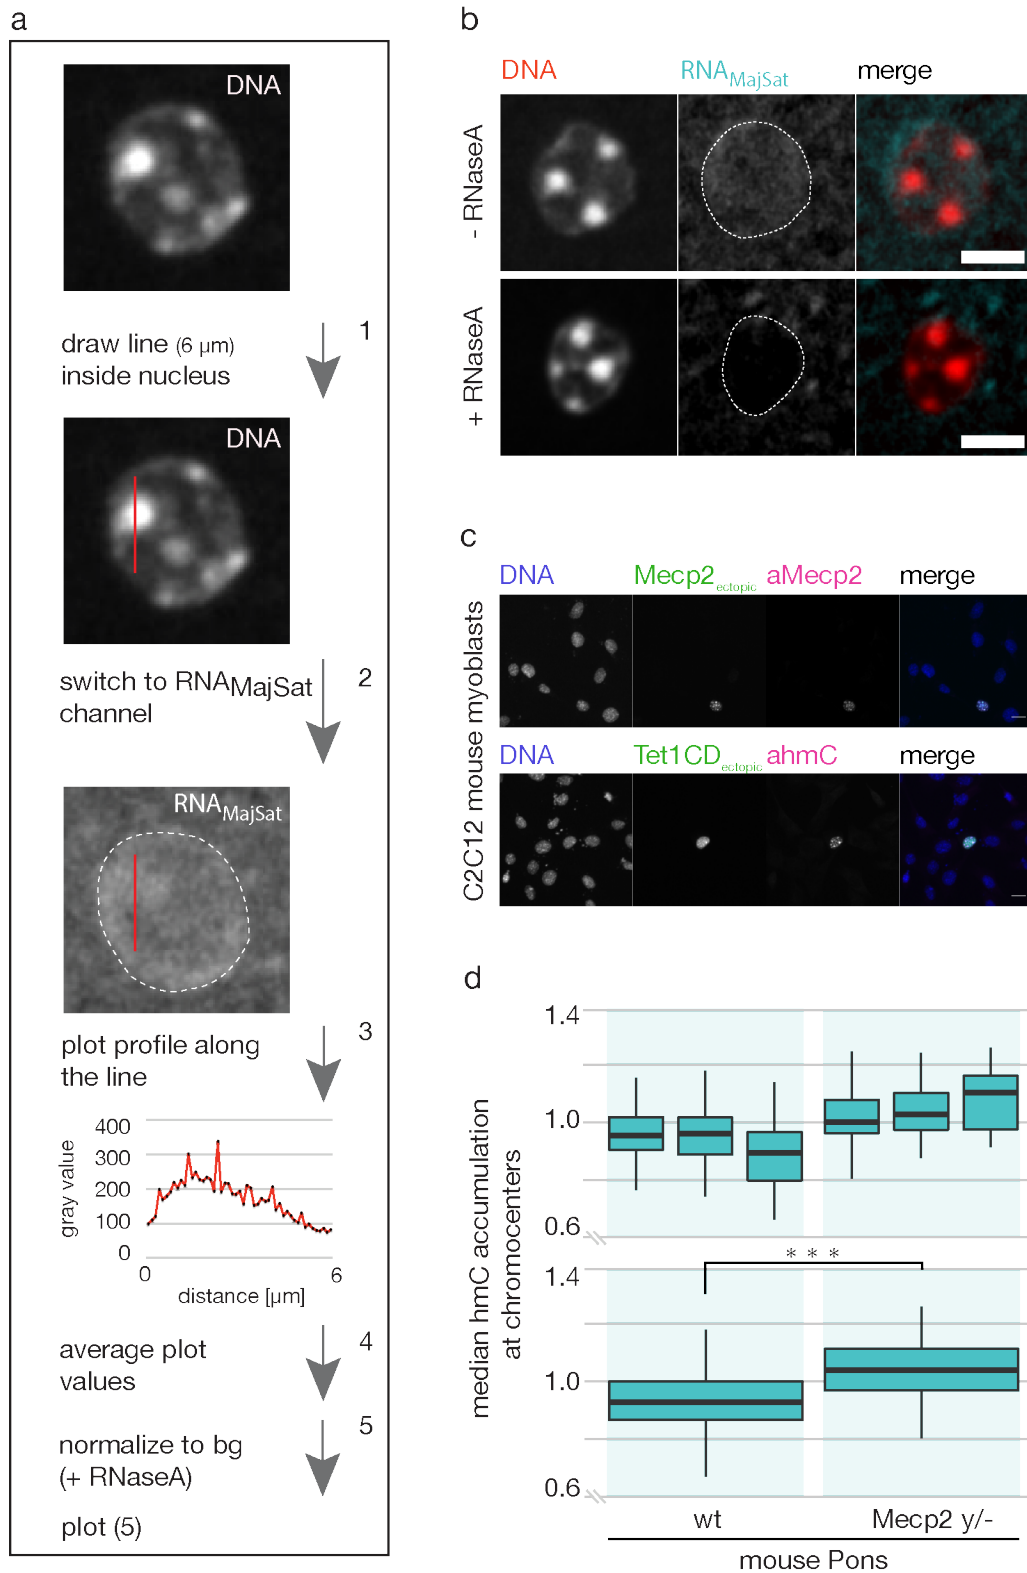 a
DNA
draw line (6 µm)
inside nucleus
1
DNA
switch to RNAMajSat
channel
2
RNAMajSat
plot profile along
the line
3
400
300
200
100
0
gray value
0
6
distance [µm]
average plot
values
4
normalize to bg
(+ RNaseA)
5
plot (5)
b
DNA
RNAMajSat
merge
- RNaseA
+ RNaseA
c
C2C12 mouse myoblasts
DNA
Mecp2ectopic
aMecp2
merge
DNA
Tet1CDectopic
ahmC
merge
d
median hmC accumulation
at chromocenters
1.4
1.0
0.6
* * *
1.4
1.0
0.6
wt
Mecp2 y/-
mouse Pons